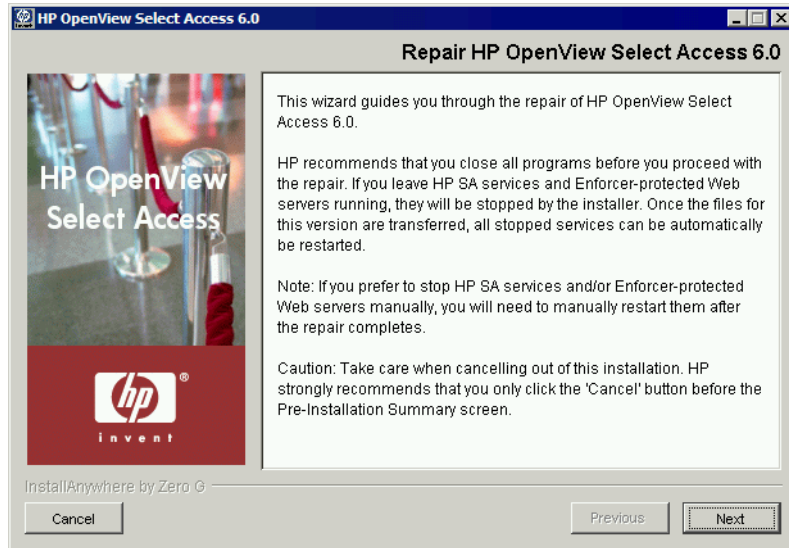 HP OpenView Select Access 6.0
Repair HP OpenView Select Access 6.0
HP OpenView
Select Access
hp
®
invent
This wizard guides you through the repair of HP OpenView Select
Access 6.0.
HP recommends that you close all programs before you proceed with
the repair. If you leave HP SA services and Enforcer-protected Web
servers running, they will be stopped by the installer. Once the files for
this version are transferred, all stopped services can be automatically
be restarted.
Note: If you prefer to stop HP SA services and/or Enforcer-protected
Web servers manually, you will need to manually restart them after
the repair completes.
Caution: Take care when cancelling out of this installation. HP
strongly recommends that you only click the 'Cancel' button before the
Pre-Installation Summary screen.
InstallAnywhere by Zero G
Cancel
Previous
Next